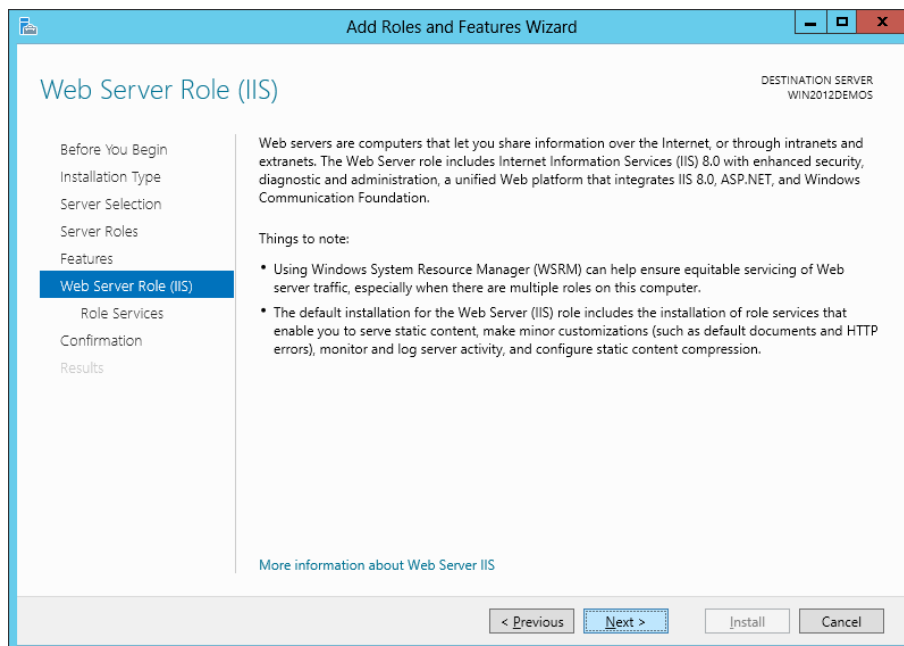 Add Roles and Features Wizard
Web Server Role (IIS)
DESTINATION SERVER
WIN2012DEMOS
Before You Begin
Installation Type
Server Selection
Server Roles
Features
Web Server Role (IIS)
Role Services
Confirmation
Results
Web servers are computers that let you share information over the Internet, or through intranets and
extranets. The Web Server role includes Internet Information Services (IIS) 8.0 with enhanced security,
diagnostic and administration, a unified Web platform that integrates IIS 8.0, ASP.NET, and Windows
Communication Foundation.
Things to note:
• Using Windows System Resource Manager (WSRM) can help ensure equitable servicing of Web
server traffic, especially when there are multiple roles on this computer.
• The default installation for the Web Server (IIS) role includes the installation of role services that
enable you to serve static content, make minor customizations (such as default documents and HTTP
errors), monitor and log server activity, and configure static content compression.
More information about Web Server IIS
< Previous
Next >
Install
Cancel